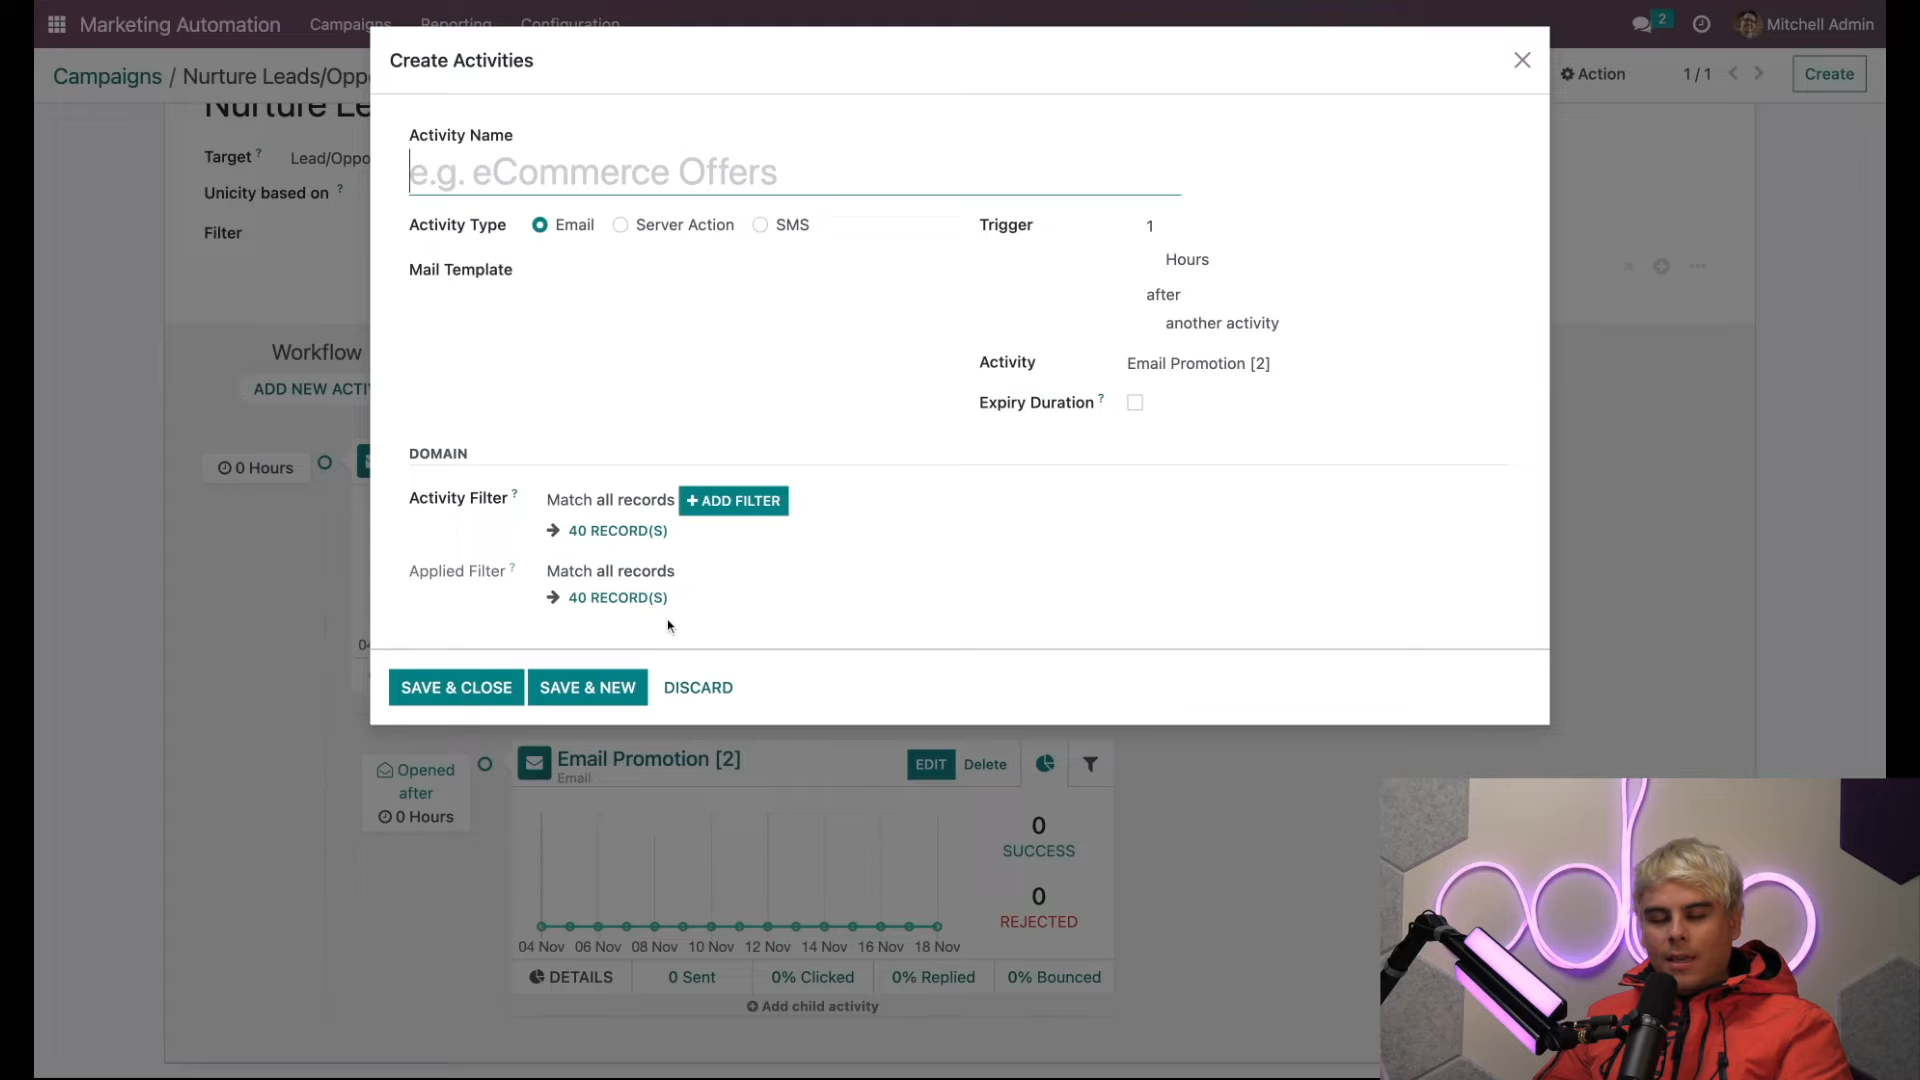 Marketing Automation Campaigns Reporting Configuration 2 Mitchell Admin
Campaigns / Nurture Leads/Oppo Action 1 / 1 Create
Create Activities
Nurture Le
Target ? Lead/Oppo
Unicity based on ?
Filter
Activity Name
e.g. eCommerce Offers
Activity Type Email Server Action SMS
Mail Template
Trigger 1
Hours
after
another activity
Activity Email Promotion [2]
Expiry Duration ?
DOMAIN
Activity Filter ? Match all records + ADD FILTER
40 RECORD(S)
Applied Filter ? Match all records
40 RECORD(S)
SAVE & CLOSE SAVE & NEW DISCARD
Workflow
ADD NEW ACTI
0 Hours
04
Opened
after
0 Hours
Email Promotion [2] EDIT Delete
Email
0
SUCCESS
0
REJECTED
04 Nov 06 Nov 08 Nov 10 Nov 12 Nov 14 Nov 16 Nov 18 Nov
DETAILS 0 Sent 0% Clicked 0% Replied 0% Bounced
Add child activity
odoo